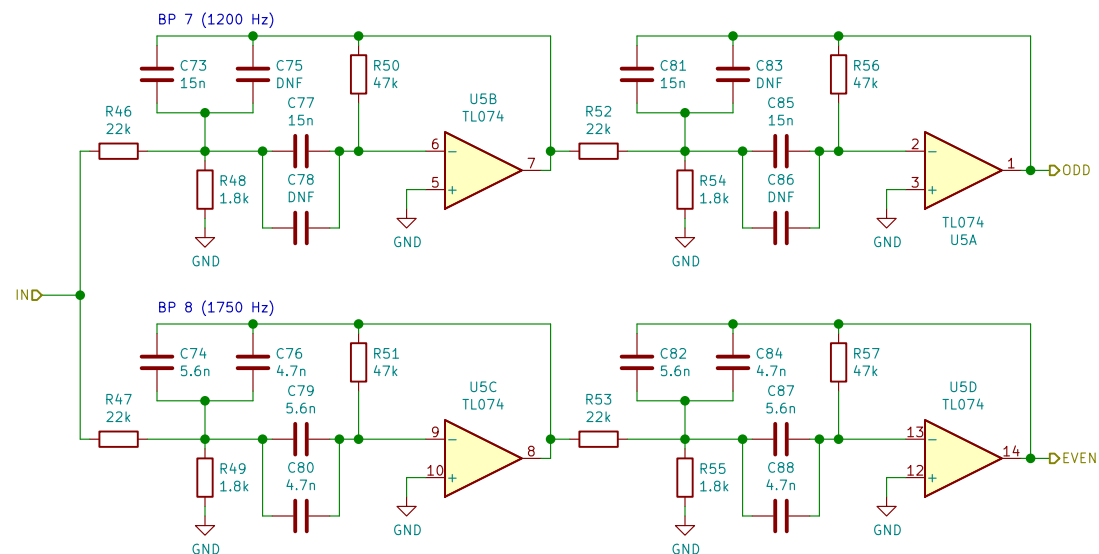 BP 7 (1200 Hz)
C73
15n
C75
DNF
R50
47k
C81
15n
C83
DNF
R56
47k
R46
22k
C77
15n
U5B
TL074
R52
22k
C85
15n
6
7
5
2
1
3
ODD
R48
1.8k
C78
DNF
R54
1.8k
C86
DNF
GND
GND
TL074
U5A
GND
GND
IN
BP 8 (1750 Hz)
C74
5.6n
C76
4.7n
R51
47k
C82
5.6n
C84
4.7n
R57
47k
R47
22k
C79
5.6n
U5C
TL074
R53
22k
C87
5.6n
U5D
TL074
9
8
10
13
14
12
EVEN
R49
1.8k
C80
4.7n
R55
1.8k
C88
4.7n
GND
GND
GND
GND